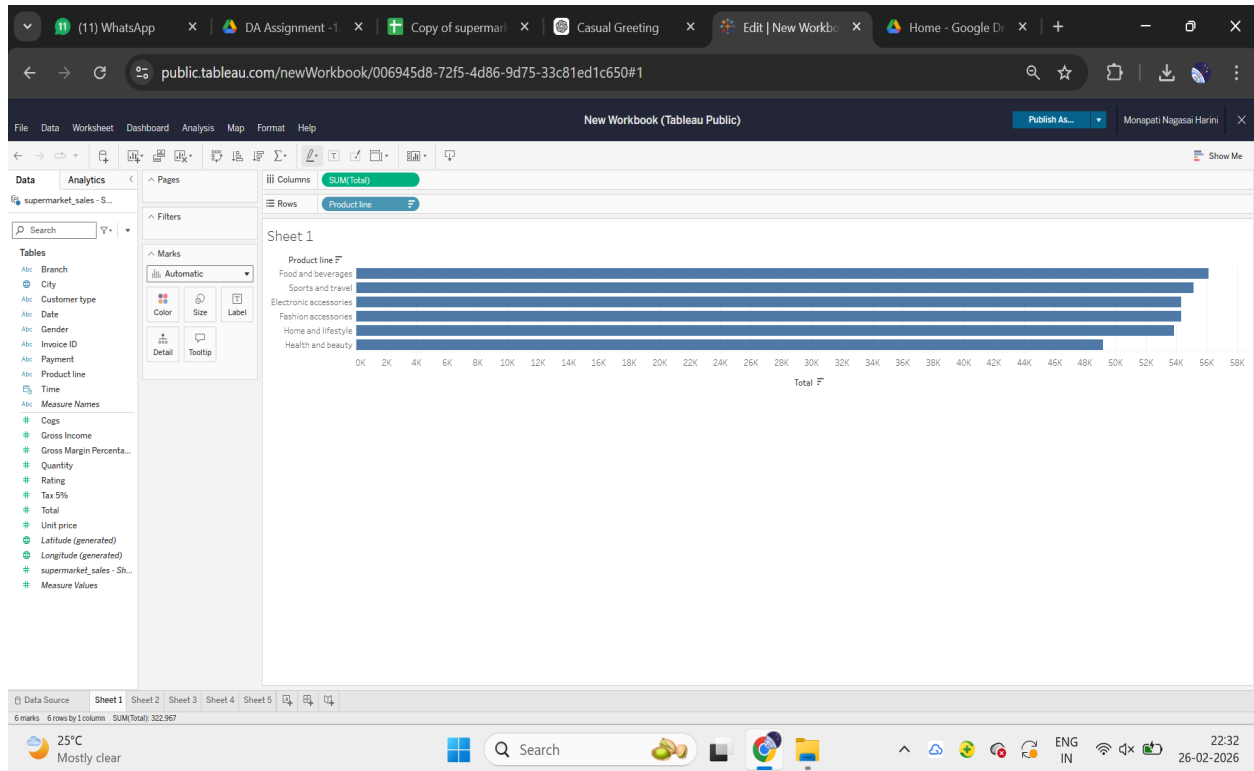 11 (11) WhatsApp
DA Assignment -1.
Copy of supermark
Casual Greeting
Edit | New Workbo
Home - Google Dr
public.tableau.com/newWorkbook/006945d8-72f5-4d86-9d75-33c81ed1c650#1
New Workbook (Tableau Public)
Publish As...
Monapati Nagasai Harini
File Data Worksheet Dashboard Analysis Map Format Help
Show Me
Data Analytics
supermarket_sales - S...
Search
Tables
Abc Branch
City
Abc Customer type
Abc Date
Abc Gender
Abc Invoice ID
Abc Payment
Abc Product line
Time
Abc Measure Names
# Cogs
# Gross Income
# Gross Margin Percenta...
# Quantity
# Rating
# Tax 5%
# Total
# Unit price
Latitude (generated)
Longitude (generated)
# supermarket_sales - Sh...
# Measure Values
Pages
Filters
Marks
Automatic
Color Size Label
Detail Tooltip
Columns SUM(Total)
Rows Product line
Sheet 1
Product line
Food and beverages
Sports and travel
Electronic accessories
Fashion accessories
Home and lifestyle
Health and beauty
0K 2K 4K 6K 8K 10K 12K 14K 16K 18K 20K 22K 24K 26K 28K 30K 32K 34K 36K 38K 40K 42K 44K 46K 48K 50K 52K 54K 56K 58K
Total
Data Source Sheet 1 Sheet 2 Sheet 3 Sheet 4 Sheet 5
6 marks 6 rows by 1 column SUM(Total): 322,967
25°C
Mostly clear
Search
ENG
IN
22:32
26-02-2026